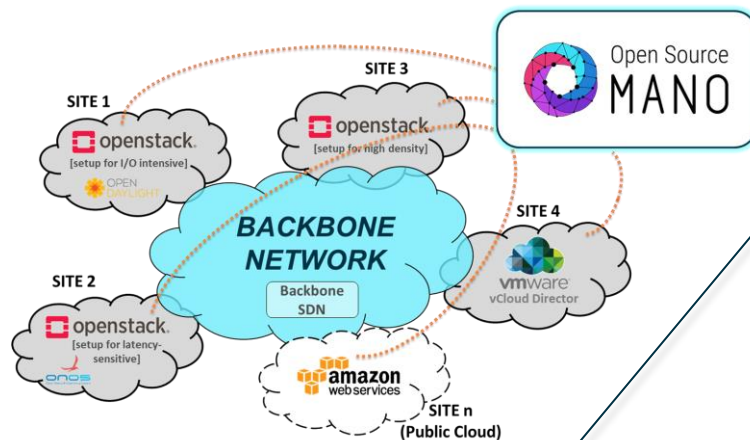 Open Source
MANO
SITE 1
openstack.
[setup for I/O intensive]
OPEN
DAYLIGHT
SITE 3
openstack.
[setup for high density]
BACKBONE
NETWORK
Backbone
SDN
SITE 4
vmware
vCloud Director
SITE 2
openstack.
[setup for latency-
sensitive]
onos
amazon
webservices
SITE n
(Public Cloud)